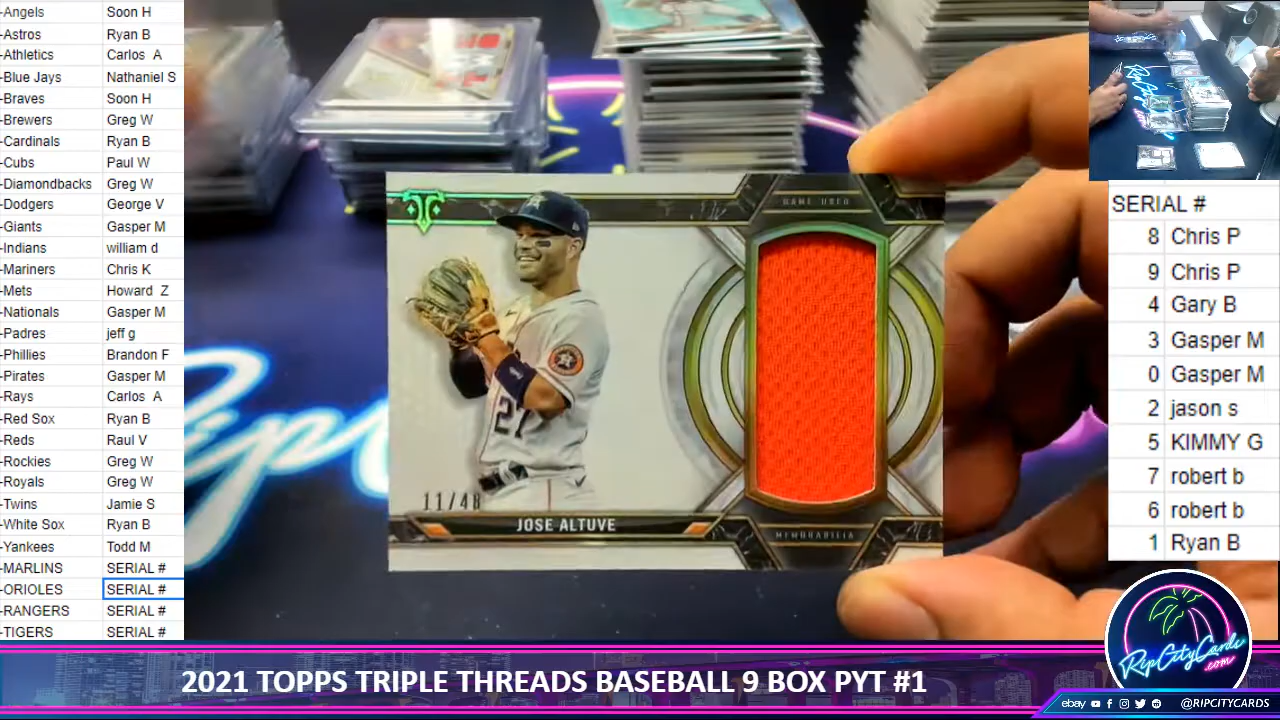 -Angels Soon H
-Astros Ryan B
-Athletics Carlos A
-Blue Jays Nathaniel S
-Braves Soon H
-Brewers Greg W
-Cardinals Ryan B
-Cubs Paul W
-Diamondbacks Greg W
-Dodgers George V
-Giants Gasper M
-Indians william d
-Mariners Chris K
-Mets Howard Z
-Nationals Gasper M
-Padres jeff g
-Phillies Brandon F
-Pirates Gasper M
-Rays Carlos A
-Red Sox Ryan B
-Reds Raul V
-Rockies Greg W
-Royals Greg W
-Twins Jamie S
-White Sox Ryan B
-Yankees Todd M
-MARLINS SERIAL #
-ORIOLES SERIAL #
-RANGERS SERIAL #
-TIGERS SERIAL #
GAME USED
27
11/48
JOSE ALTUVE
MEMORABILIA
SERIAL #
8 Chris P
9 Chris P
4 Gary B
3 Gasper M
0 Gasper M
2 jason s
5 KIMMY G
7 robert b
6 robert b
1 Ryan B
RipCityCards
.com
2021 TOPPS TRIPLE THREADS BASEBALL 9 BOX PYT #1
ebay @RIPCITYCARDS